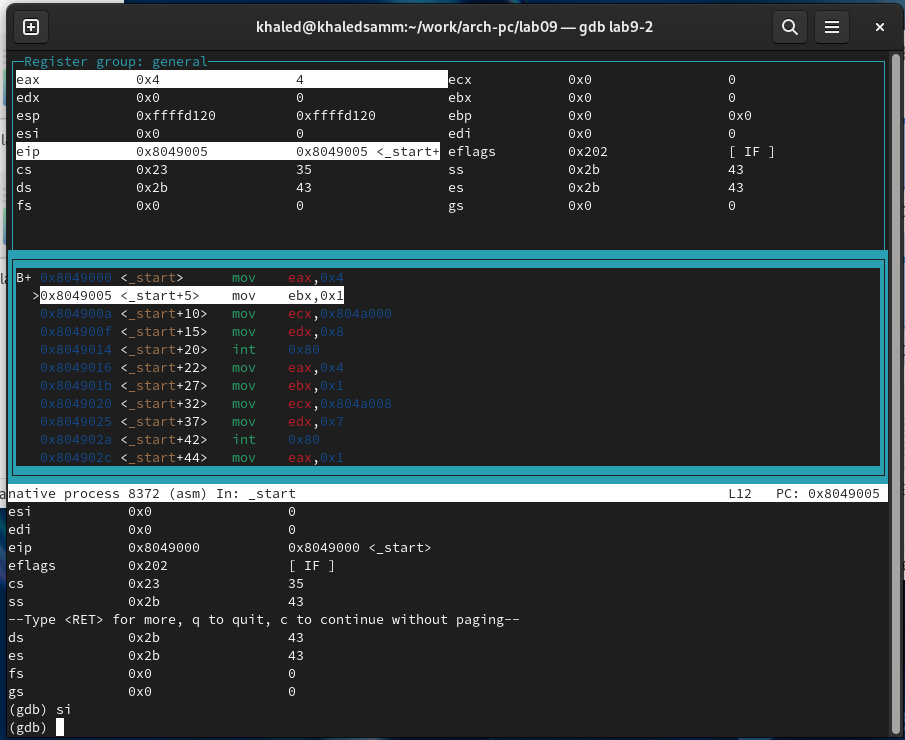 khaled@khaledsamm:~/work/arch-pc/lab09 — gdb lab9-2
Register group: general
eax 0x4 4 ecx 0x0 0
edx 0x0 0 ebx 0x0 0
esp 0xffffd120 0xffffd120 ebp 0x0 0x0
esi 0x0 0 edi 0x0 0
eip 0x8049005 0x8049005 <_start+ eflags 0x202 [ IF ]
cs 0x23 35 ss 0x2b 43
ds 0x2b 43 es 0x2b 43
fs 0x0 0 gs 0x0 0
B+ 0x8049000 <_start> mov eax,0x4
>0x8049005 <_start+5> mov ebx,0x1
0x804900a <_start+10> mov ecx,0x804a000
0x804900f <_start+15> mov edx,0x8
0x8049014 <_start+20> int 0x80
0x8049016 <_start+22> mov eax,0x4
0x804901b <_start+27> mov ebx,0x1
0x8049020 <_start+32> mov ecx,0x804a008
0x8049025 <_start+37> mov edx,0x7
0x804902a <_start+42> int 0x80
0x804902c <_start+44> mov eax,0x1
native process 8372 (asm) In: _start L12 PC: 0x8049005
esi 0x0 0
edi 0x0 0
eip 0x8049000 0x8049000 <_start>
eflags 0x202 [ IF ]
cs 0x23 35
ss 0x2b 43
--Type <RET> for more, q to quit, c to continue without paging--
ds 0x2b 43
es 0x2b 43
fs 0x0 0
gs 0x0 0
(gdb) si
(gdb)